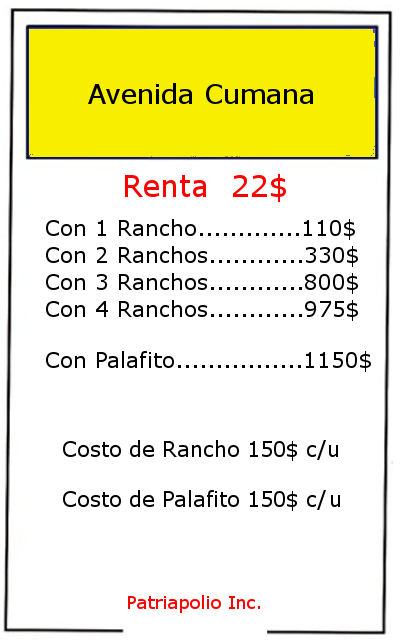 Avenida Cumana
Renta 22$
Con 1 Rancho.............110$
Con 2 Ranchos............330$
Con 3 Ranchos............800$
Con 4 Ranchos............975$
Con Palafito................1150$
Costo de Rancho 150$ c/u
Costo de Palafito 150$ c/u
Patriapolio Inc.